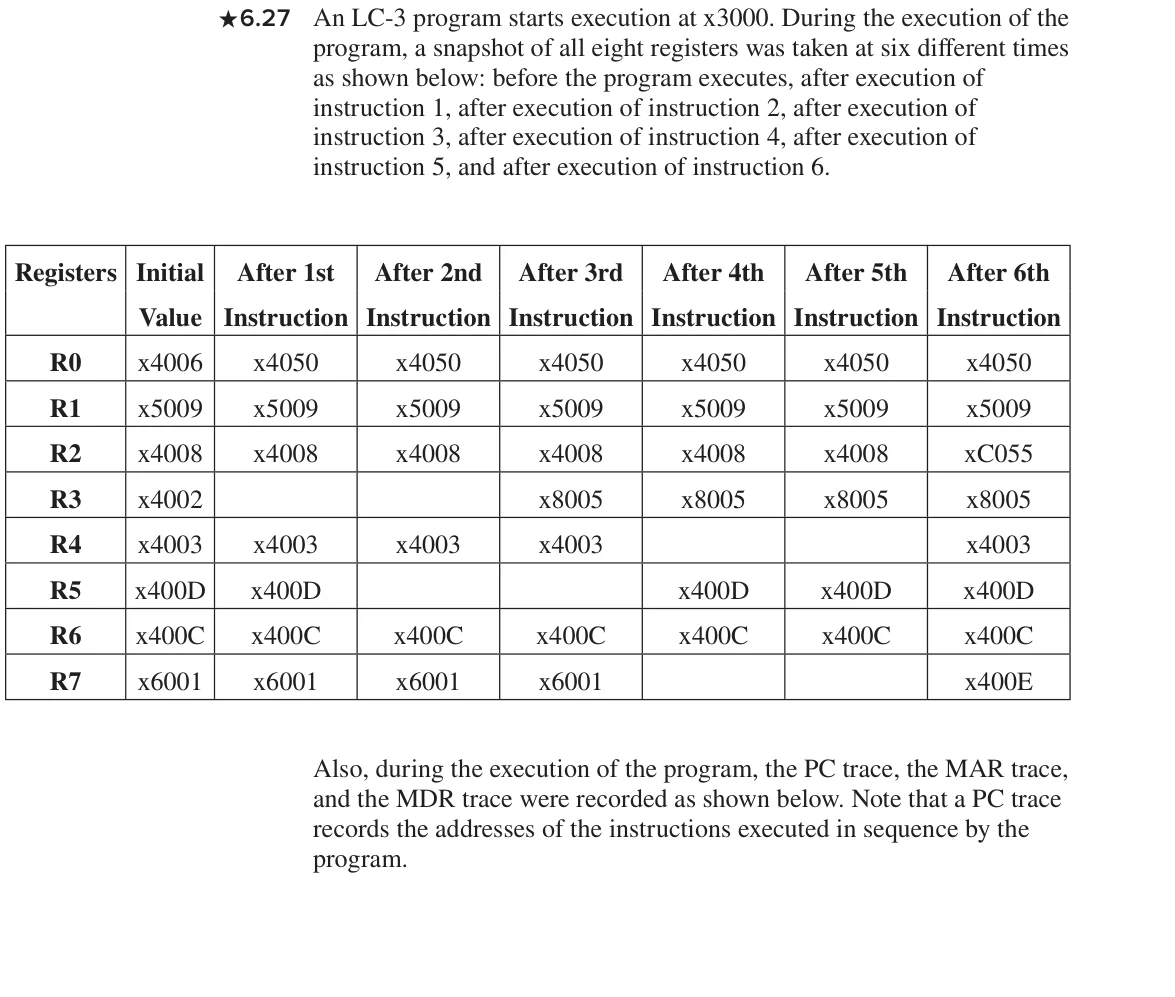 ★6.27 An LC-3 program starts execution at x3000. During the execution of the
program, a snapshot of all eight registers was taken at six different times
as shown below: before the program executes, after execution of
instruction 1, after execution of instruction 2, after execution of
instruction 3, after execution of instruction 4, after execution of
instruction 5, and after execution of instruction 6.
Registers Initial After 1st After 2nd After 3rd After 4th After 5th After 6th
Value Instruction Instruction Instruction Instruction Instruction Instruction
R0 x4006 x4050 x4050 x4050 x4050 x4050 x4050
R1 x5009 x5009 x5009 x5009 x5009 x5009 x5009
R2 x4008 x4008 x4008 x4008 x4008 x4008 xC055
R3 x4002 x8005 x8005 x8005 x8005
R4 x4003 x4003 x4003 x4003 x4003
R5 x400D x400D x400D x400D x400D
R6 x400C x400C x400C x400C x400C x400C x400C
R7 x6001 x6001 x6001 x6001 x400E
Also, during the execution of the program, the PC trace, the MAR trace,
and the MDR trace were recorded as shown below. Note that a PC trace
records the addresses of the instructions executed in sequence by the
program.